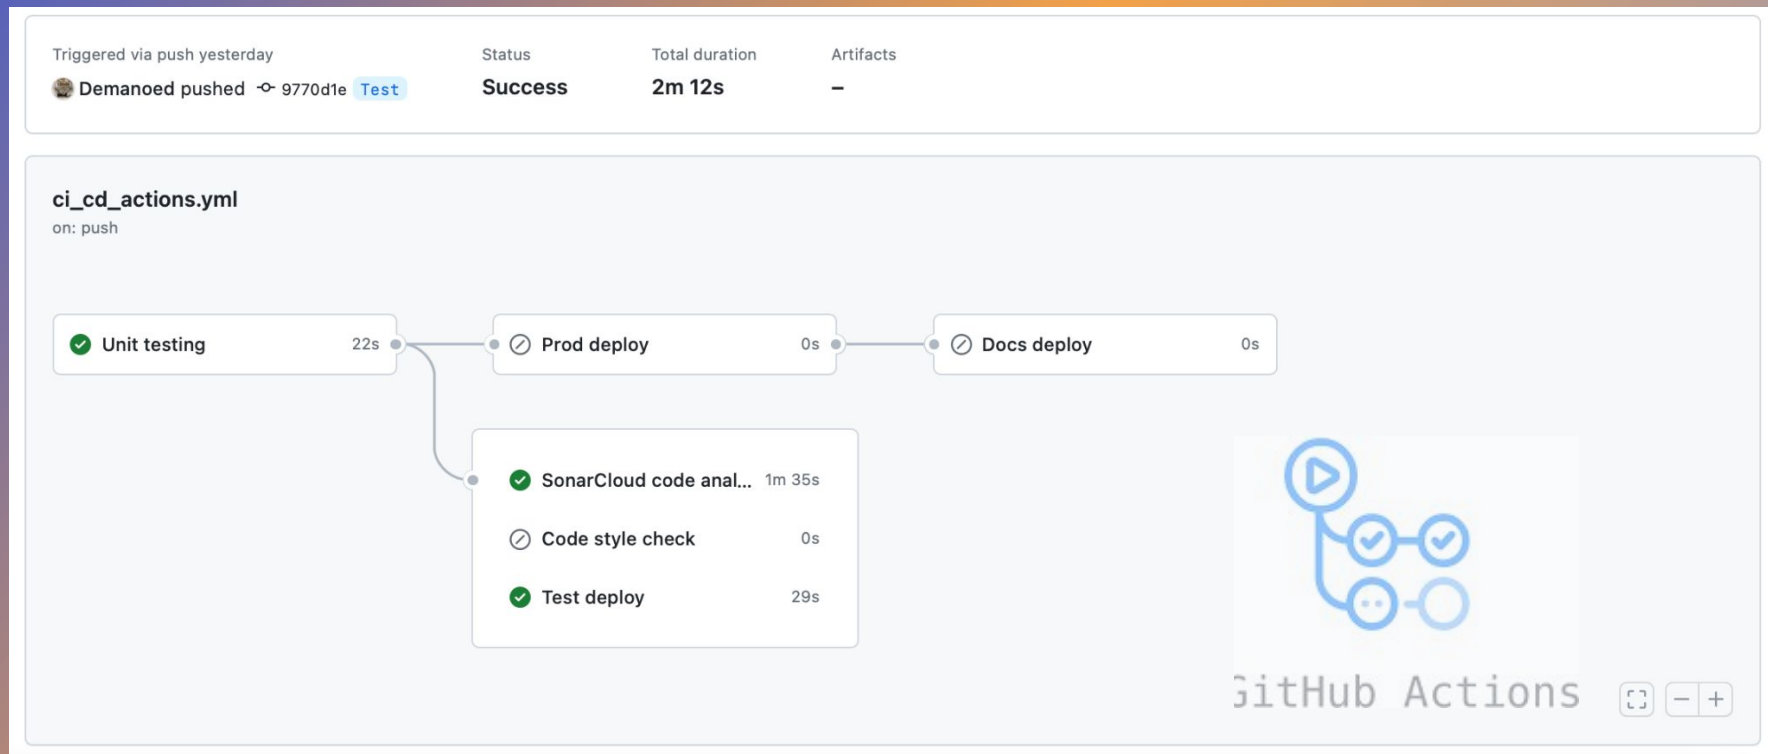 Triggered via push yesterday
Status
Total duration
Artifacts
Demanoed pushed 9770d1e Test
Success
2m 12s
–
ci_cd_actions.yml
on: push
Unit testing 22s
Prod deploy 0s
Docs deploy 0s
SonarCloud code anal... 1m 35s
Code style check 0s
Test deploy 29s
GitHub Actions